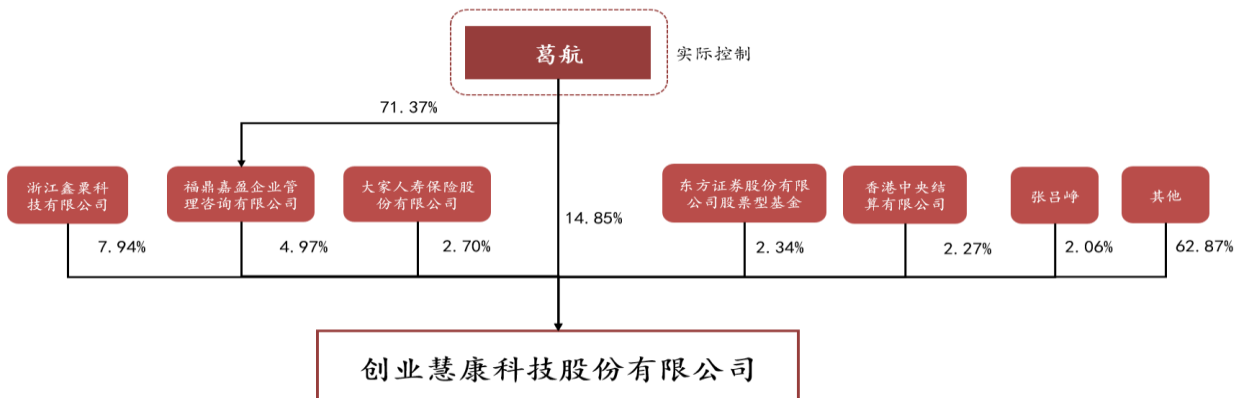 葛航
实际控制
71.37%
浙江鑫粟科
技有限公司
福鼎嘉盈企业管
理咨询有限公司
大家人寿保险股
份有限公司
东方证券股份有限
公司股票型基金
香港中央结
算有限公司
张吕峥
其他
7.94%
4.97%
2.70%
14.85%
2.34%
2.27%
2.06%
62.87%
创业慧康科技股份有限公司